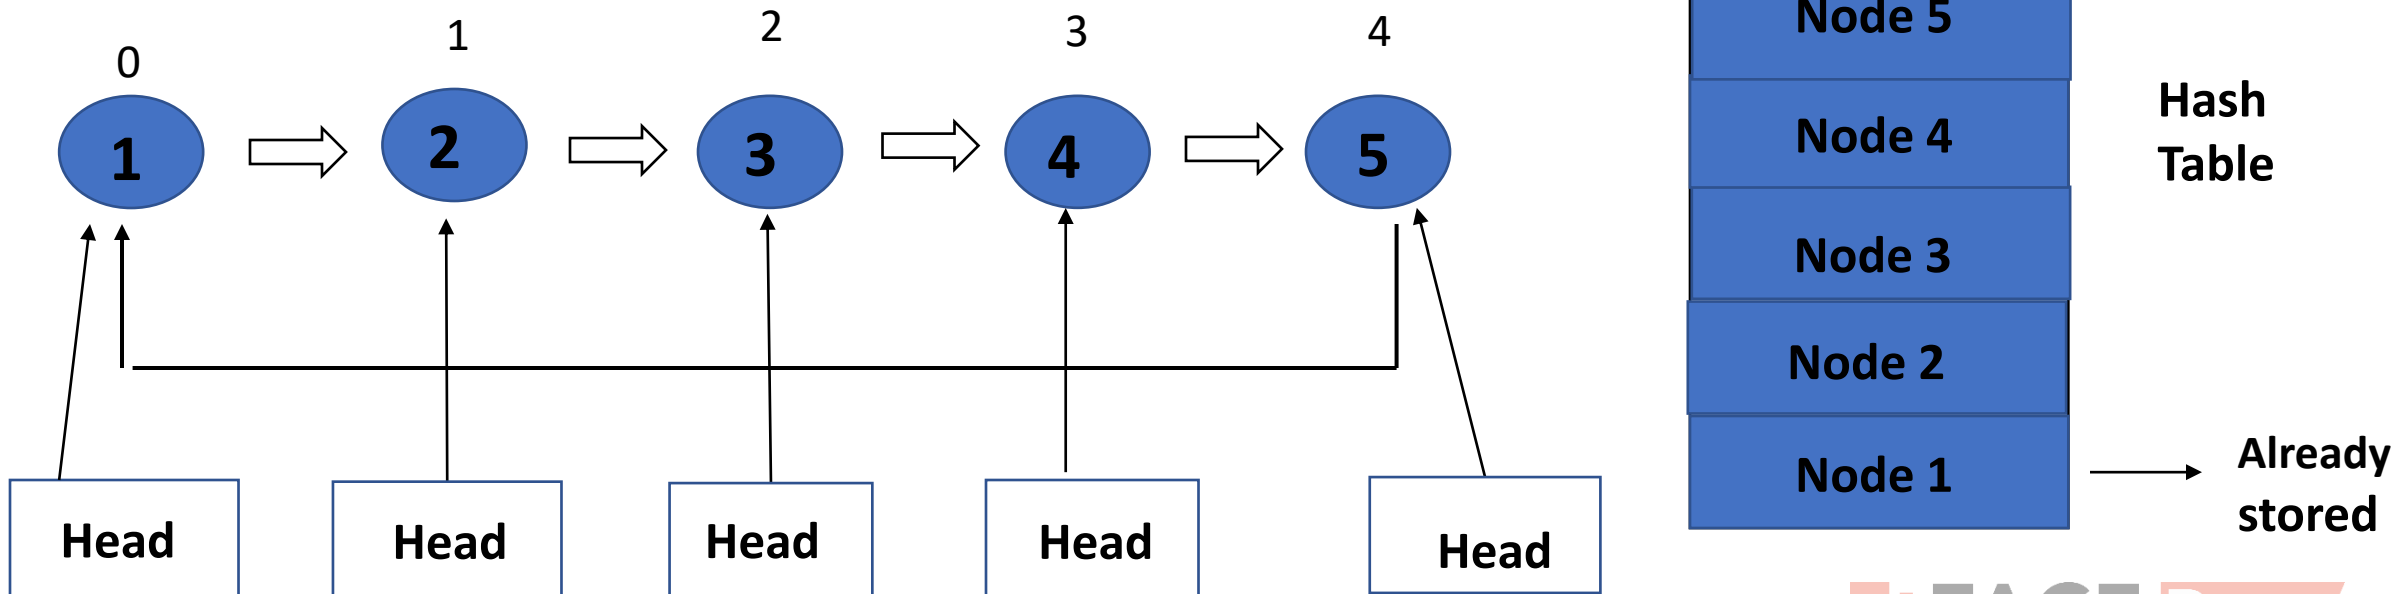 0
1
2
3
4
1
2
3
4
5
Head
Head
Head
Head
Head
Node 5
Node 4
Node 3
Node 2
Node 1
Hash
Table
Already
stored